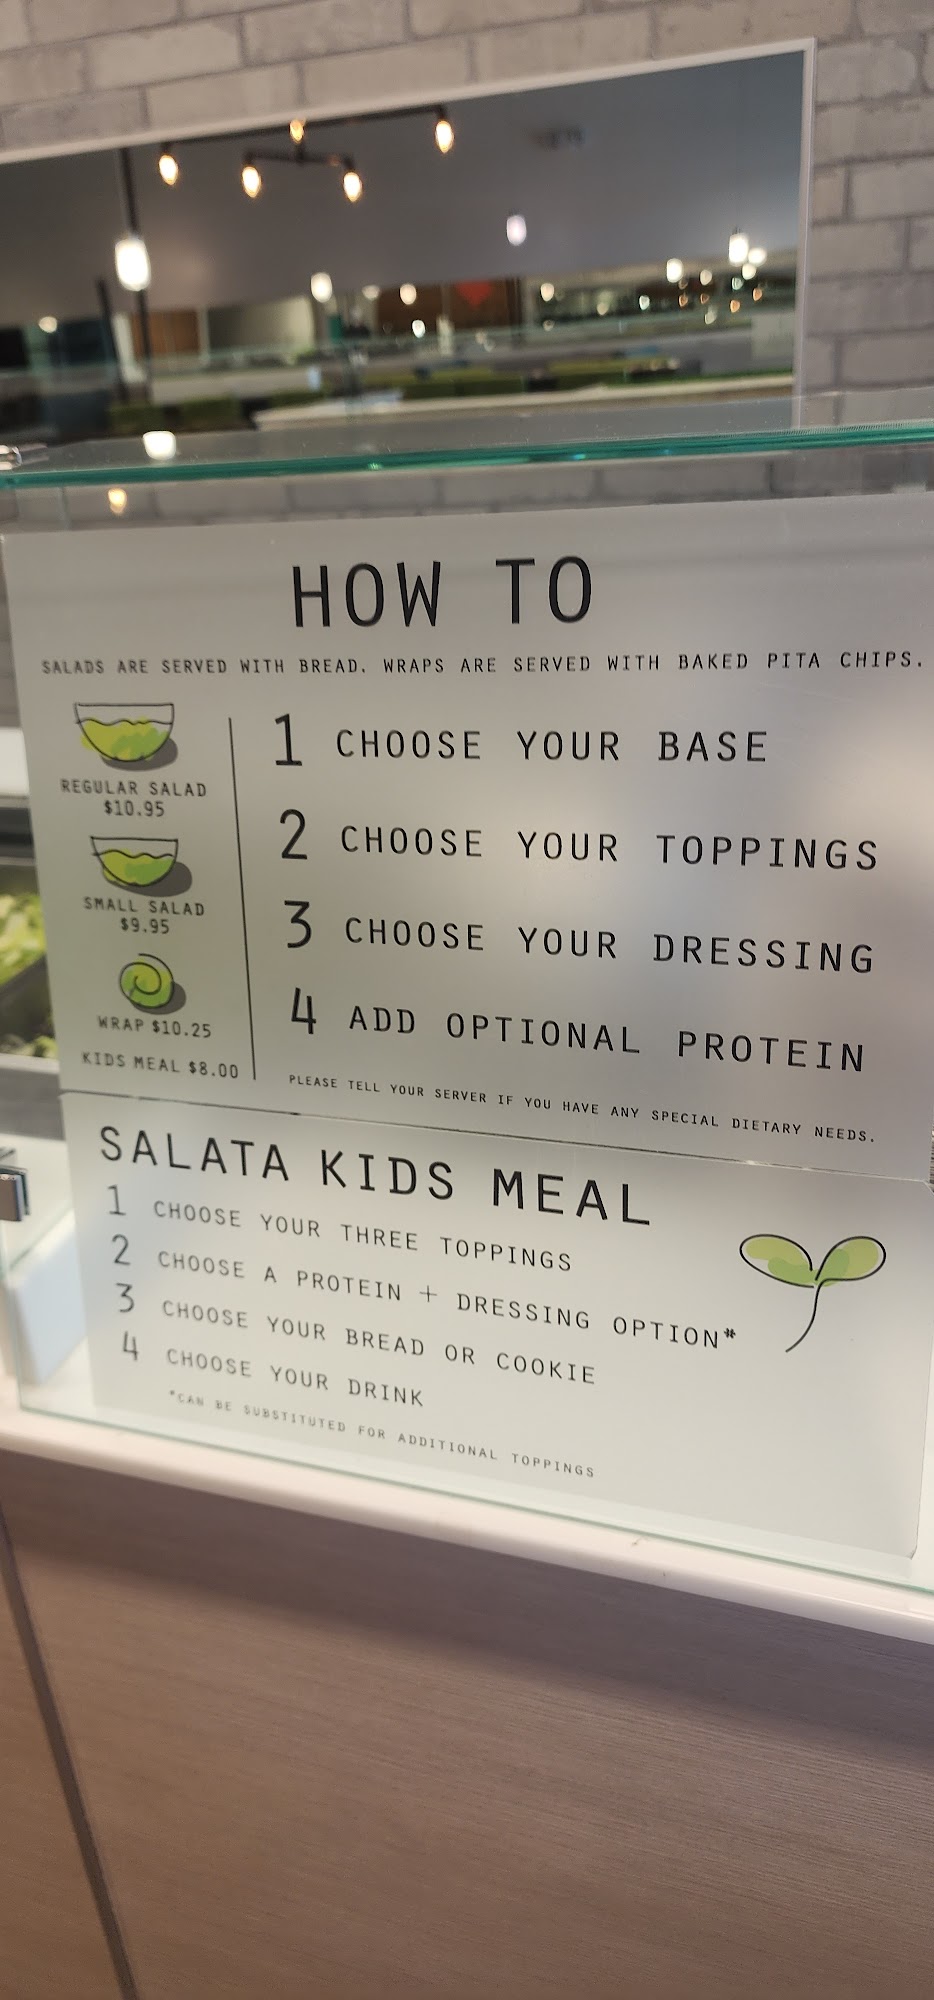 HOW TO
SALADS ARE SERVED WITH BREAD. WRAPS ARE SERVED WITH BAKED PITA CHIPS.
REGULAR SALAD
$10.95
SMALL SALAD
$9.95
WRAP $10.25
KIDS MEAL $8.00
1 CHOOSE YOUR BASE
2 CHOOSE YOUR TOPPINGS
3 CHOOSE YOUR DRESSING
4 ADD OPTIONAL PROTEIN
PLEASE TELL YOUR SERVER IF YOU HAVE ANY SPECIAL DIETARY NEEDS.
SALATA KIDS MEAL
1 CHOOSE YOUR THREE TOPPINGS
2 CHOOSE A PROTEIN + DRESSING OPTION*
3 CHOOSE YOUR BREAD OR COOKIE
4 CHOOSE YOUR DRINK
*CAN BE SUBSTITUTED FOR ADDITIONAL TOPPINGS